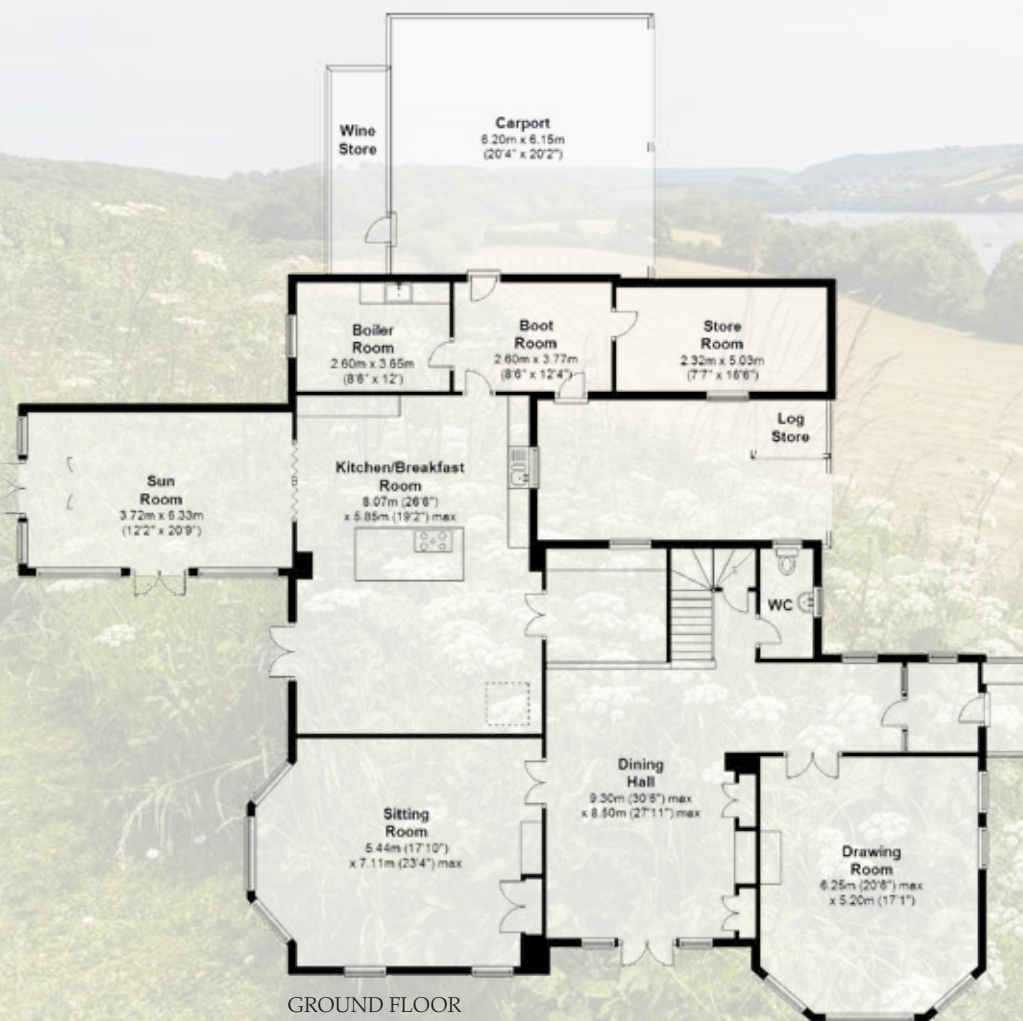 Wine
Store
Carport
6.20m x 6.15m
(20'4" x 20'2")
Boiler
Room
2.60m x 3.65m
(8'6" x 12')
Boot
Room
2.60m x 3.77m
(8'6" x 12'4")
Store
Room
2.32m x 5.03m
(7'7" x 16'6")
Log
Store
Sun
Room
3.72m x 6.33m
(12'2" x 20'9")
Kitchen/Breakfast
Room
8.07m (26'6")
x 5.85m (19'2") max
WC
Dining
Hall
9.30m (30'6") max
x 8.50m (27'11") max
Sitting
Room
5.44m (17'10")
x 7.11m (23'4") max
Drawing
Room
6.25m (20'6") max
x 5.20m (17'1")
GROUND FLOOR